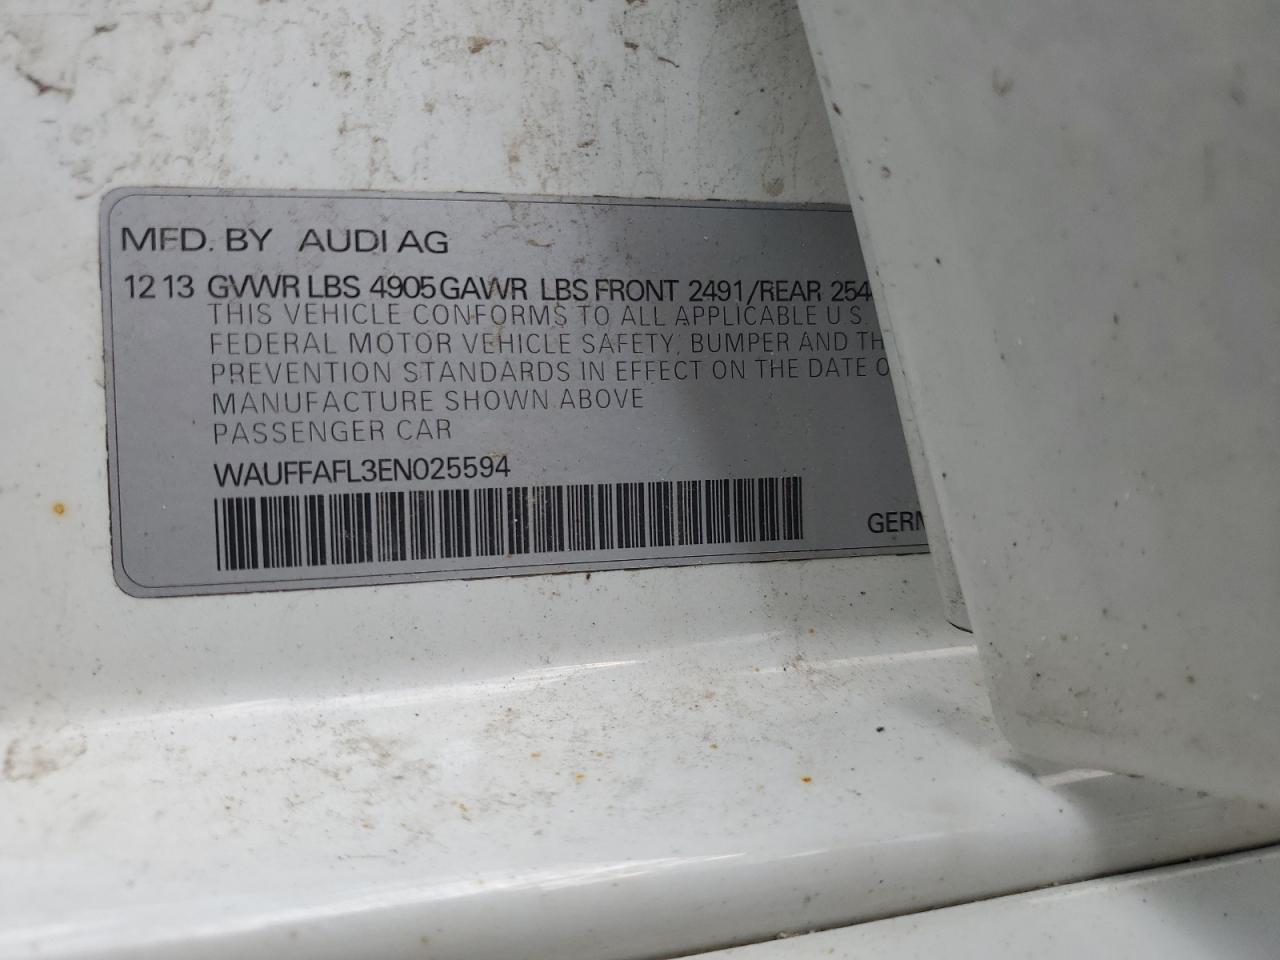 MFD. BY AUDI AG
12 13 GVWR LBS 4905 GAWR LBS FRONT 2491/REAR 254
THIS VEHICLE CONFORMS TO ALL APPLICABLE U.S.
FEDERAL MOTOR VEHICLE SAFETY, BUMPER AND TH
PREVENTION STANDARDS IN EFFECT ON THE DATE O
MANUFACTURE SHOWN ABOVE
PASSENGER CAR
WAUFFAFL3EN025594
GERM